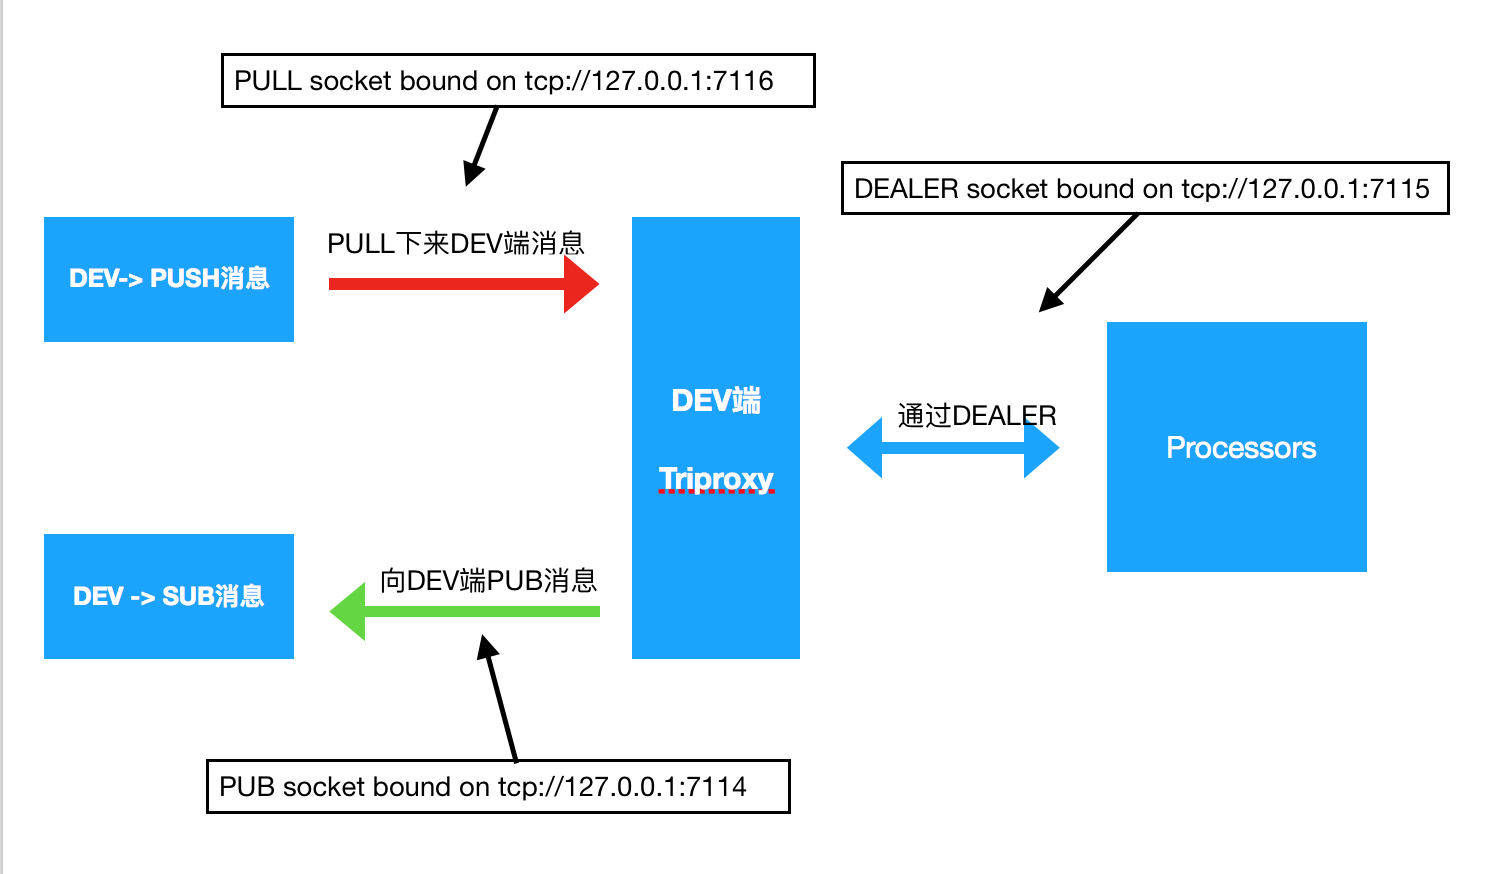 PULL socket bound on tcp://127.0.0.1:7116
DEALER socket bound on tcp://127.0.0.1:7115
PULL下来DEV端消息
DEV-> PUSH消息
DEV端
Triproxy
通过DEALER
Processors
向DEV端PUB消息
DEV -> SUB消息
PUB socket bound on tcp://127.0.0.1:7114